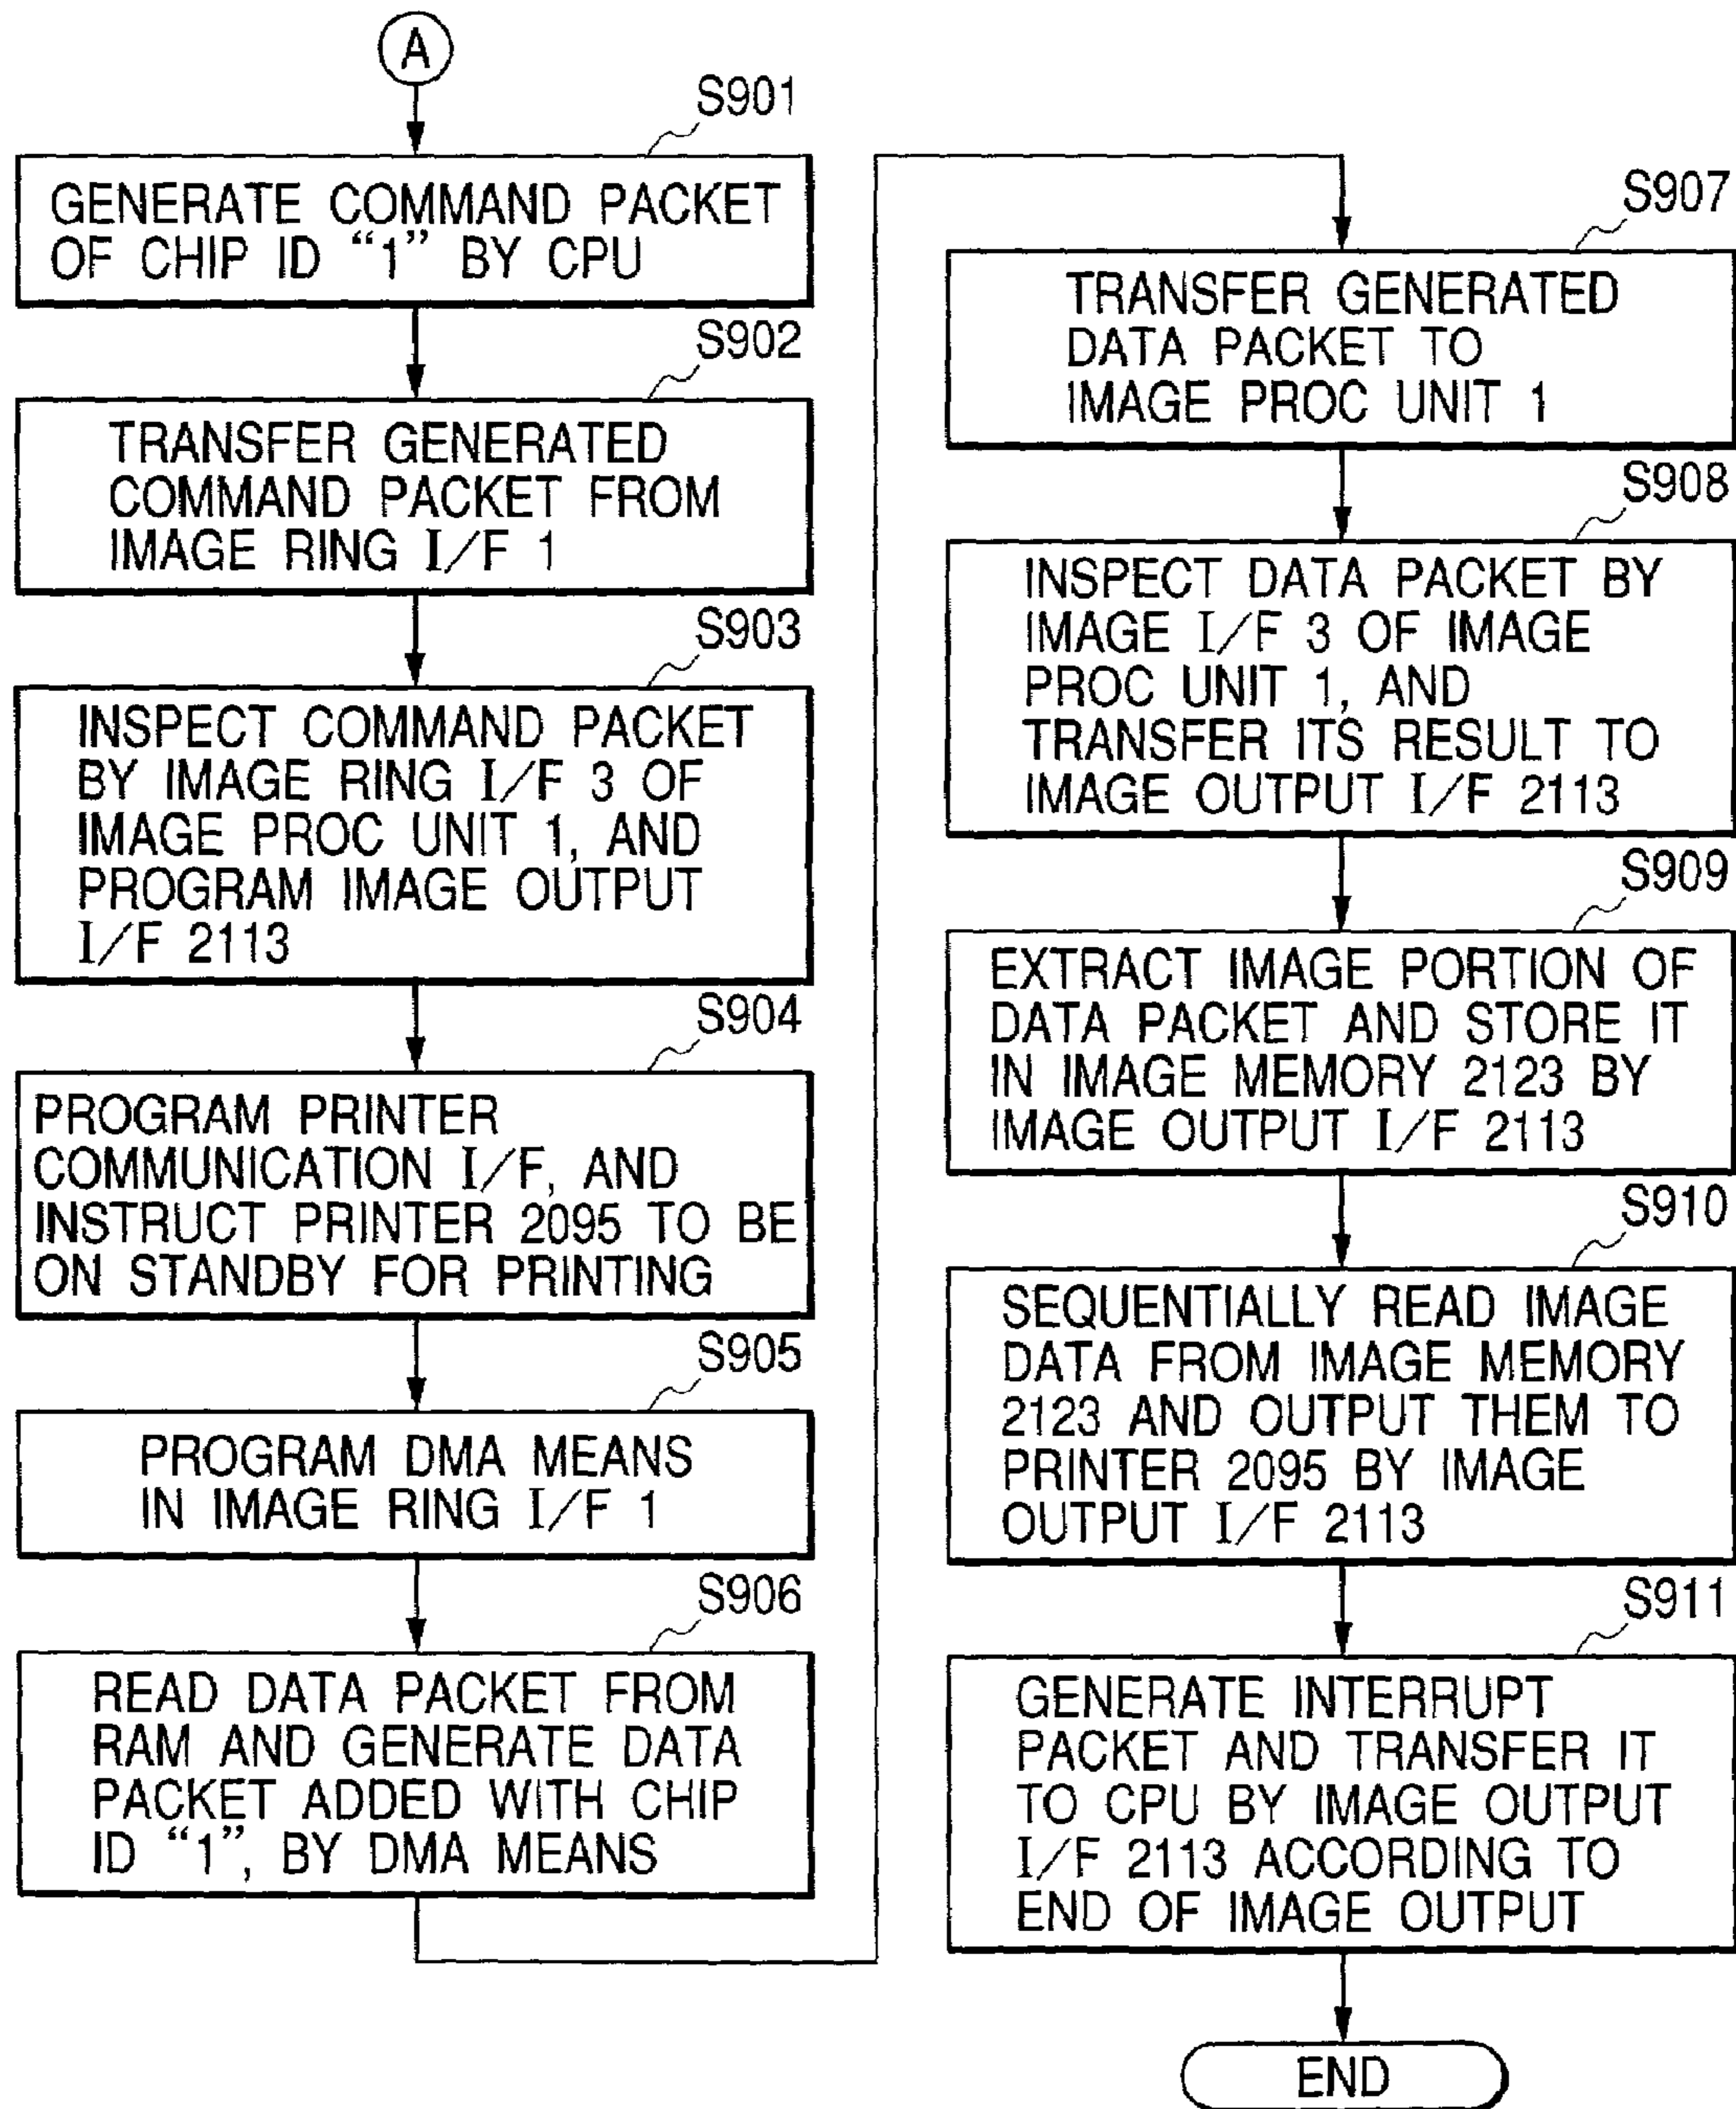 A
S901
GENERATE COMMAND PACKET
OF CHIP ID “1” BY CPU
S902
TRANSFER GENERATED
COMMAND PACKET FROM
IMAGE RING I/F 1
S903
INSPECT COMMAND PACKET
BY IMAGE RING I/F 3 OF
IMAGE PROC UNIT 1, AND
PROGRAM IMAGE OUTPUT
I/F 2113
S904
PROGRAM PRINTER
COMMUNICATION I/F, AND
INSTRUCT PRINTER 2095 TO BE
ON STANDBY FOR PRINTING
S905
PROGRAM DMA MEANS
IN IMAGE RING I/F 1
S906
READ DATA PACKET FROM
RAM AND GENERATE DATA
PACKET ADDED WITH CHIP
ID “1”, BY DMA MEANS
S907
TRANSFER GENERATED
DATA PACKET TO
IMAGE PROC UNIT 1
S908
INSPECT DATA PACKET BY
IMAGE I/F 3 OF IMAGE
PROC UNIT 1, AND
TRANSFER ITS RESULT TO
IMAGE OUTPUT I/F 2113
S909
EXTRACT IMAGE PORTION OF
DATA PACKET AND STORE IT
IN IMAGE MEMORY 2123 BY
IMAGE OUTPUT I/F 2113
S910
SEQUENTIALLY READ IMAGE
DATA FROM IMAGE MEMORY
2123 AND OUTPUT THEM TO
PRINTER 2095 BY IMAGE
OUTPUT I/F 2113
S911
GENERATE INTERRUPT
PACKET AND TRANSFER IT
TO CPU BY IMAGE OUTPUT
I/F 2113 ACCORDING TO
END OF IMAGE OUTPUT
END